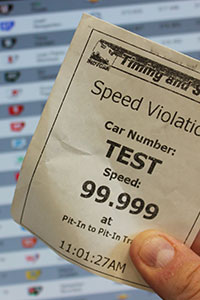 Timing and S
Speed Violatio
Car Number:
TEST
Speed:
99.999
at
Pit-In to Pit-In Tr
11:01:27AM